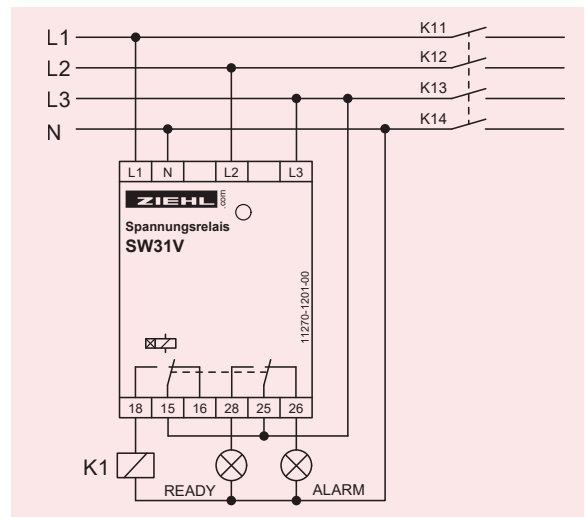 L1
K11
L2
K12
L3
K13
N
K14
L1 N L2 L3
ZIEHL.com
Spannungsrelais
SW31V
11270-1201-00
18 15 16 28 25 26
K1
READY ALARM